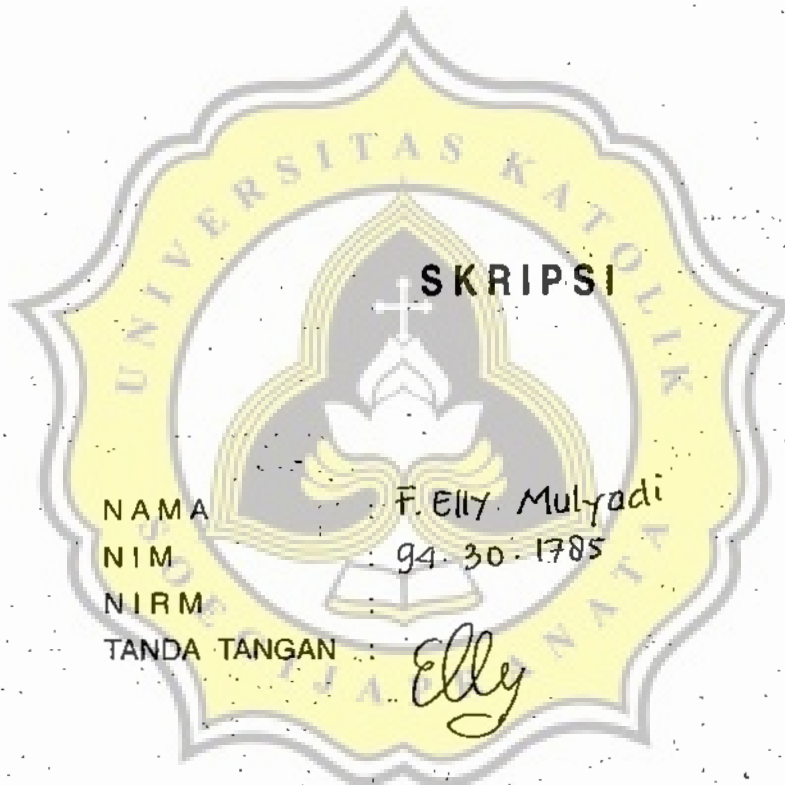 UNIVERSITAS KATOLIK
SKRIPSI
NAMA : F. Elly Mulyadi
NIM : 94.30.1785
NIRM :
TANDA TANGAN : Elly
SOEGIJAPRANATA